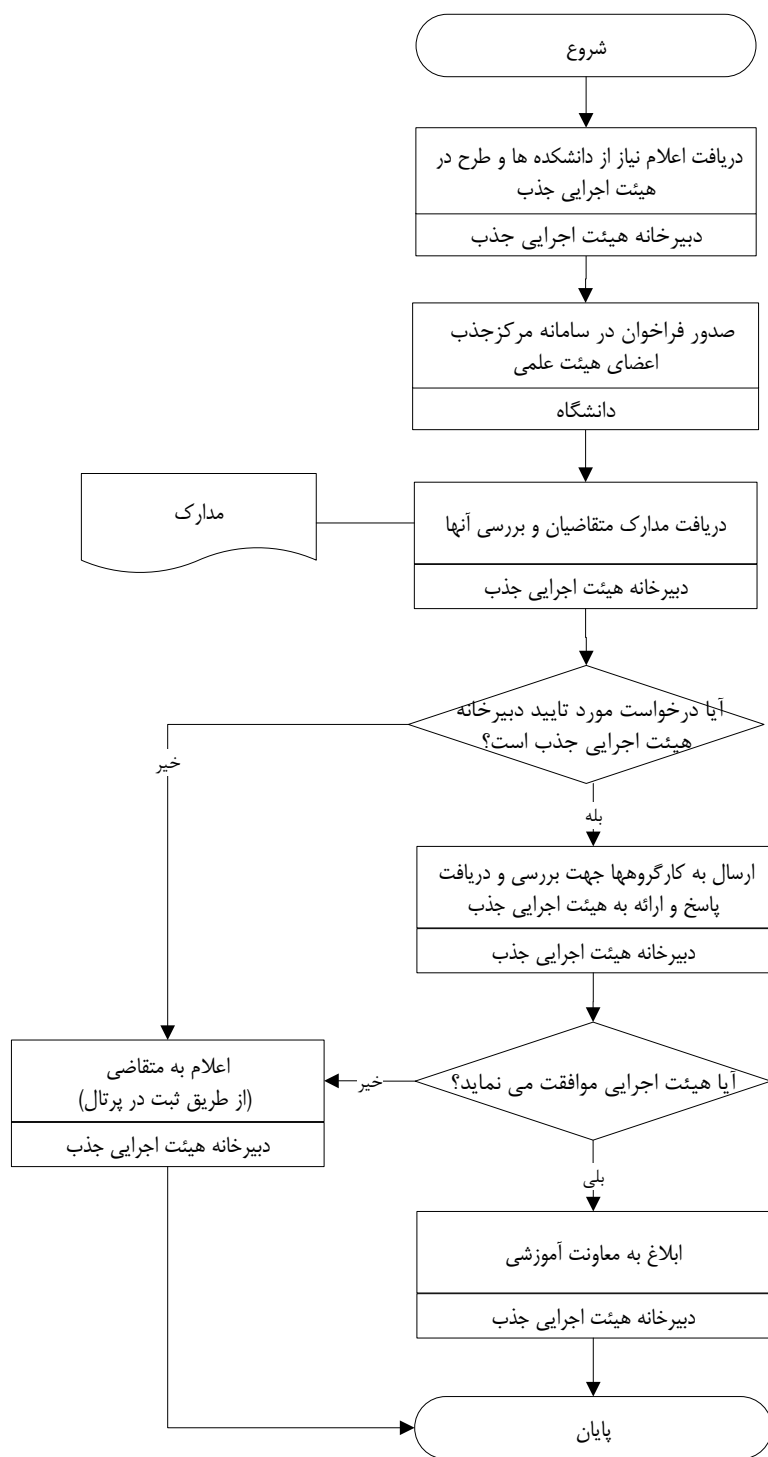 شروع
دریافت اعلام نیاز از دانشکده ها و طرح در
هیئت اجرایی جذب
دبیرخانه هیئت اجرایی جذب
صدور فراخوان در سامانه مرکزجذب
اعضای هیئت علمی
دانشگاه
دریافت مدارک متقاضیان و بررسی آنها
دبیرخانه هیئت اجرایی جذب
مدارک
آیا درخواست مورد تایید دبیرخانه
هیئت اجرایی جذب است؟
خیر
بله
ارسال به کارگروهها جهت بررسی و دریافت
پاسخ و ارائه به هیئت اجرایی جذب
دبیرخانه هیئت اجرایی جذب
آیا هیئت اجرایی موافقت می نماید؟
خیر
اعلام به متقاضی
(از طریق ثبت در پرتال)
دبیرخانه هیئت اجرایی جذب
بلی
ابلاغ به معاونت آموزشی
دبیرخانه هیئت اجرایی جذب
پایان